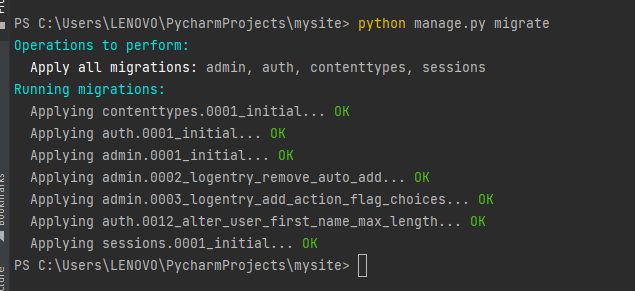 PS C:\Users\LENOVO\PycharmProjects\mysite> python manage.py migrate
Operations to perform:
Apply all migrations: admin, auth, contenttypes, sessions
Running migrations:
Applying contenttypes.0001_initial... OK
Applying auth.0001_initial... OK
Applying admin.0001_initial... OK
Applying admin.0002_logentry_remove_auto_add... OK
Applying admin.0003_logentry_add_action_flag_choices... OK
Applying auth.0012_alter_user_first_name_max_length... OK
Applying sessions.0001_initial... OK
PS C:\Users\LENOVO\PycharmProjects\mysite>